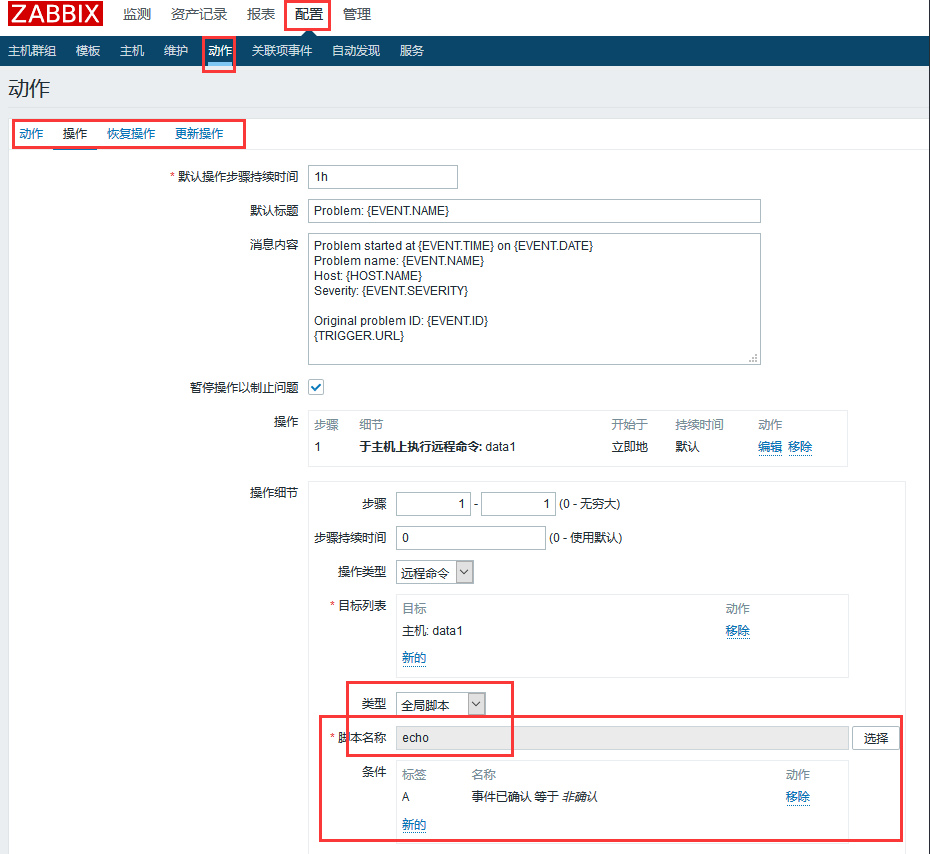 ZABBIX 监测 资产记录 报表 配置 管理
主机群组 模板 主机 维护 动作 关联项事件 自动发现 服务
动作
动作 操作 恢复操作 更新操作
* 默认操作步骤持续时间 1h
默认标题 Problem: {EVENT.NAME}
消息内容 Problem started at {EVENT.TIME} on {EVENT.DATE}
Problem name: {EVENT.NAME}
Host: {HOST.NAME}
Severity: {EVENT.SEVERITY}
Original problem ID: {EVENT.ID}
{TRIGGER.URL}
暂停操作以制止问题
操作 步骤 细节 开始于 持续时间 动作
1 于主机上执行远程命令: data1 立即地 默认 编辑 移除
操作细节
步骤 1 - 1 (0 - 无穷大)
步骤持续时间 0 (0 - 使用默认)
操作类型 远程命令
* 目标列表 目标 动作
主机: data1 移除
新的
类型 全局脚本
* 脚本名称 echo 选择
条件 标签 名称 动作
A 事件已确认 等于 非确认 移除
新的